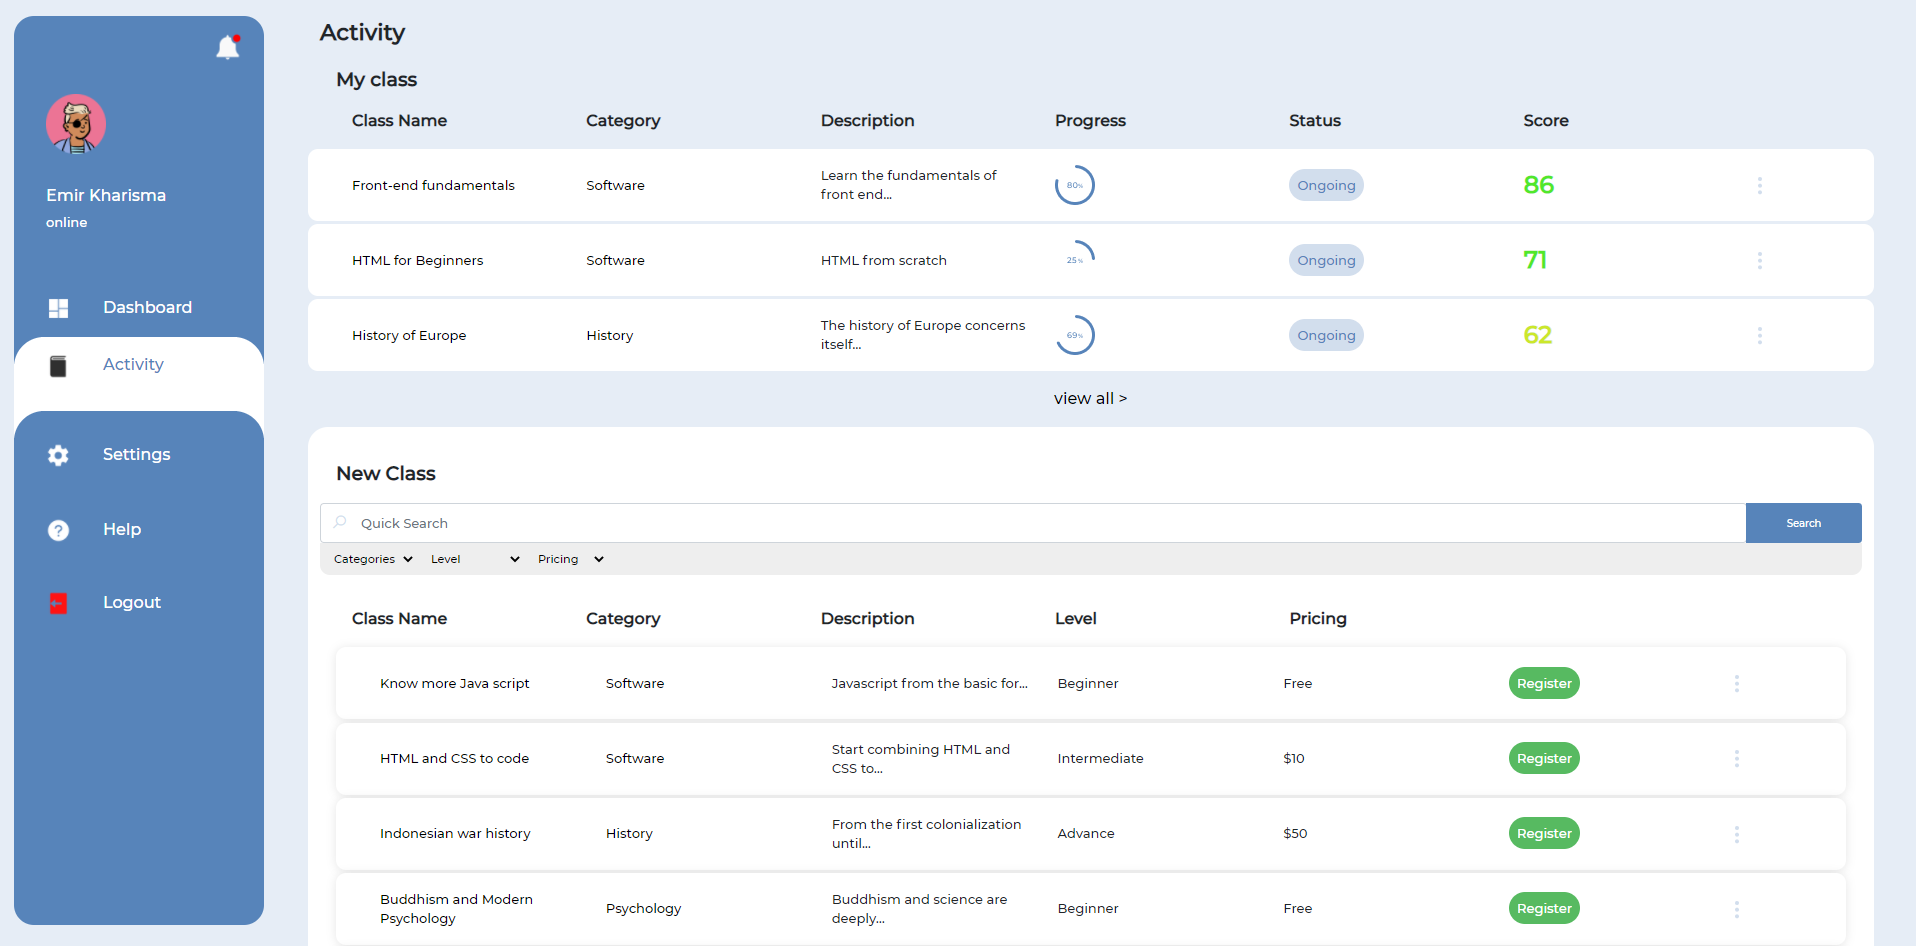 Emir Kharisma
online
Dashboard
Activity
Settings
Help
Logout
Activity
My class
Class Name Category Description Progress Status Score
Front-end fundamentals Software Learn the fundamentals of front end... 80% Ongoing 86
HTML for Beginners Software HTML from scratch 25% Ongoing 71
History of Europe History The history of Europe concerns itself... 69% Ongoing 62
view all >
New Class
Quick Search Search
Categories Level Pricing
Class Name Category Description Level Pricing
Know more Java script Software Javascript from the basic for... Beginner Free Register
HTML and CSS to code Software Start combining HTML and CSS to... Intermediate $10 Register
Indonesian war history History From the first colonialization until... Advance $50 Register
Buddhism and Modern Psychology Psychology Buddhism and science are deeply... Beginner Free Register